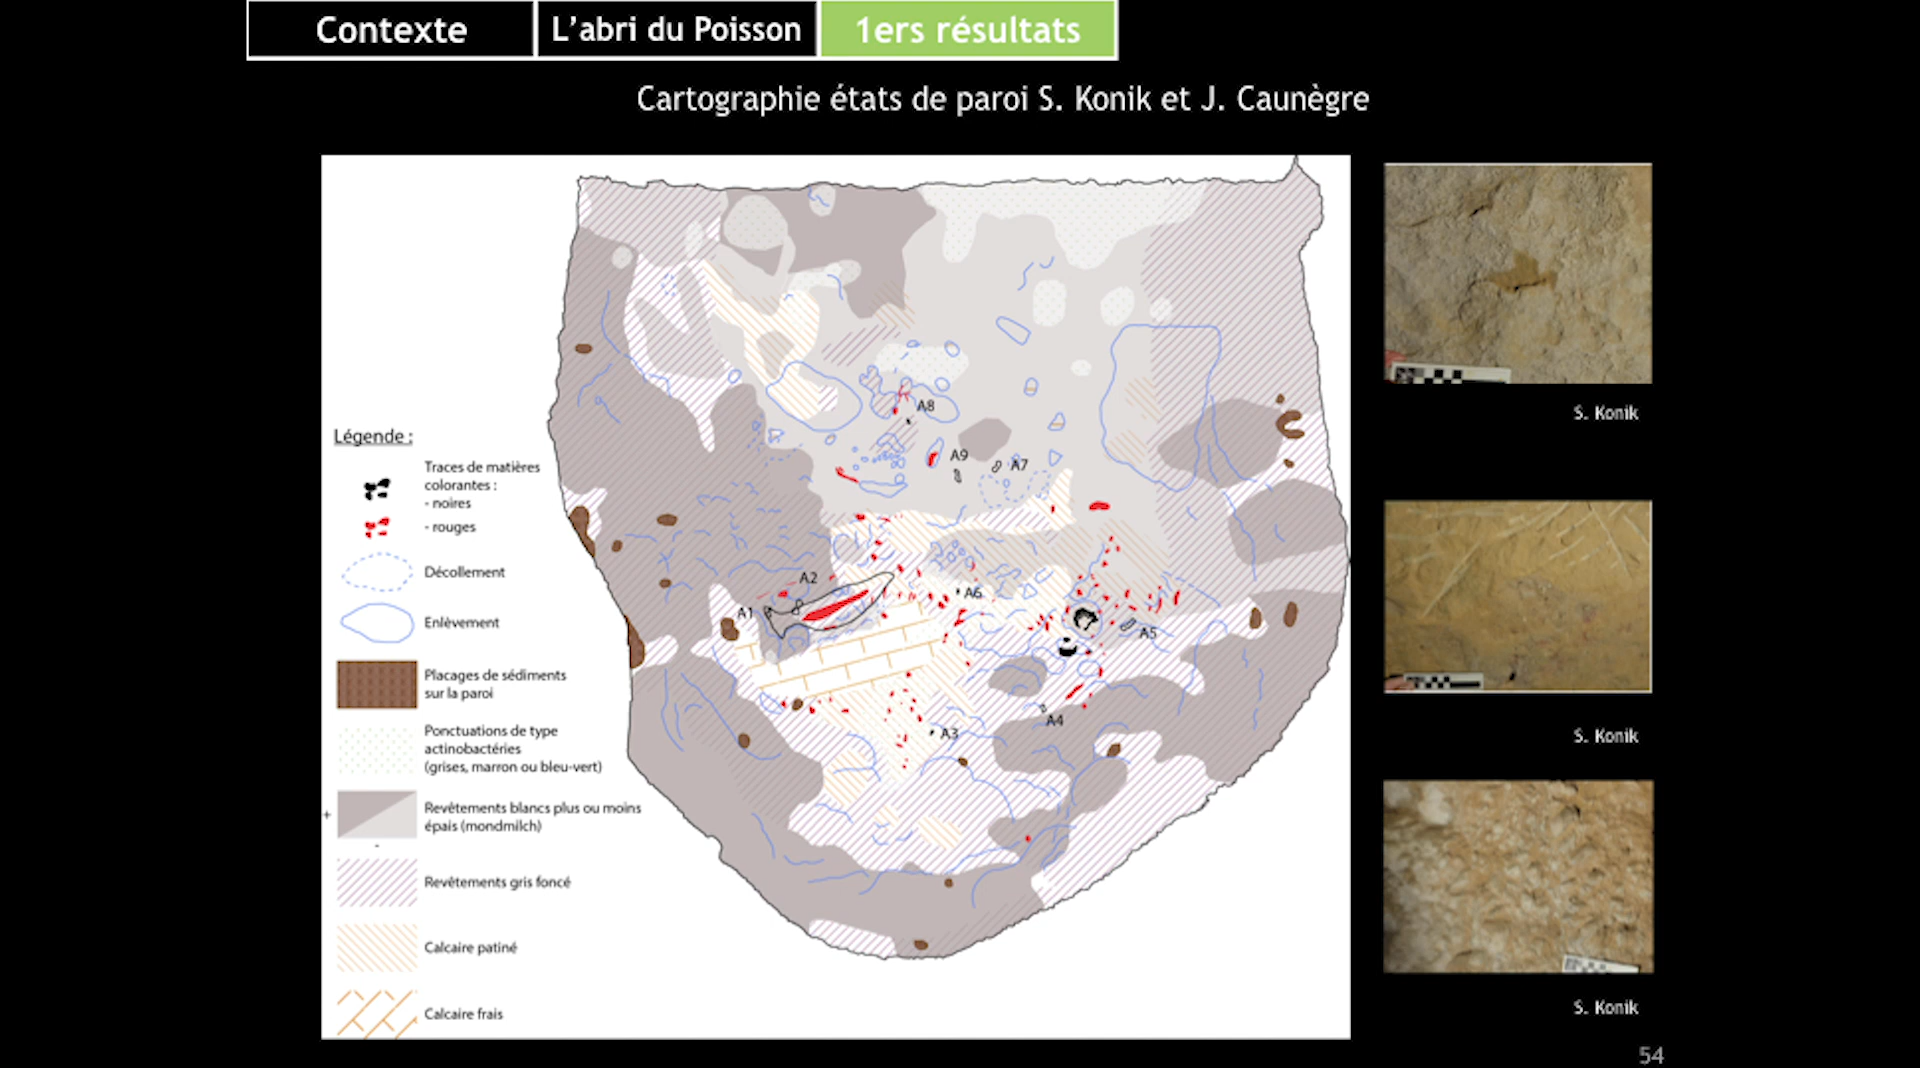 Contexte
L'abri du Poisson
1ers résultats
Cartographie états de paroi S. Konik et J. Caunègre
Légende :
Traces de matières
colorantes :
- noires
- rouges
Décollement
Enlèvement
Placages de sédiments
sur la paroi
Ponctuations de type
actinobactéries
(grises, marron ou bleu-vert)
+
Revêtements blancs plus ou moins
épais (mondmilch)
-
Revêtements gris foncé
Calcaire patiné
Calcaire frais
A8
A9
A7
A2
A1
A6
A5
A4
A3
S. Konik
S. Konik
S. Konik
54